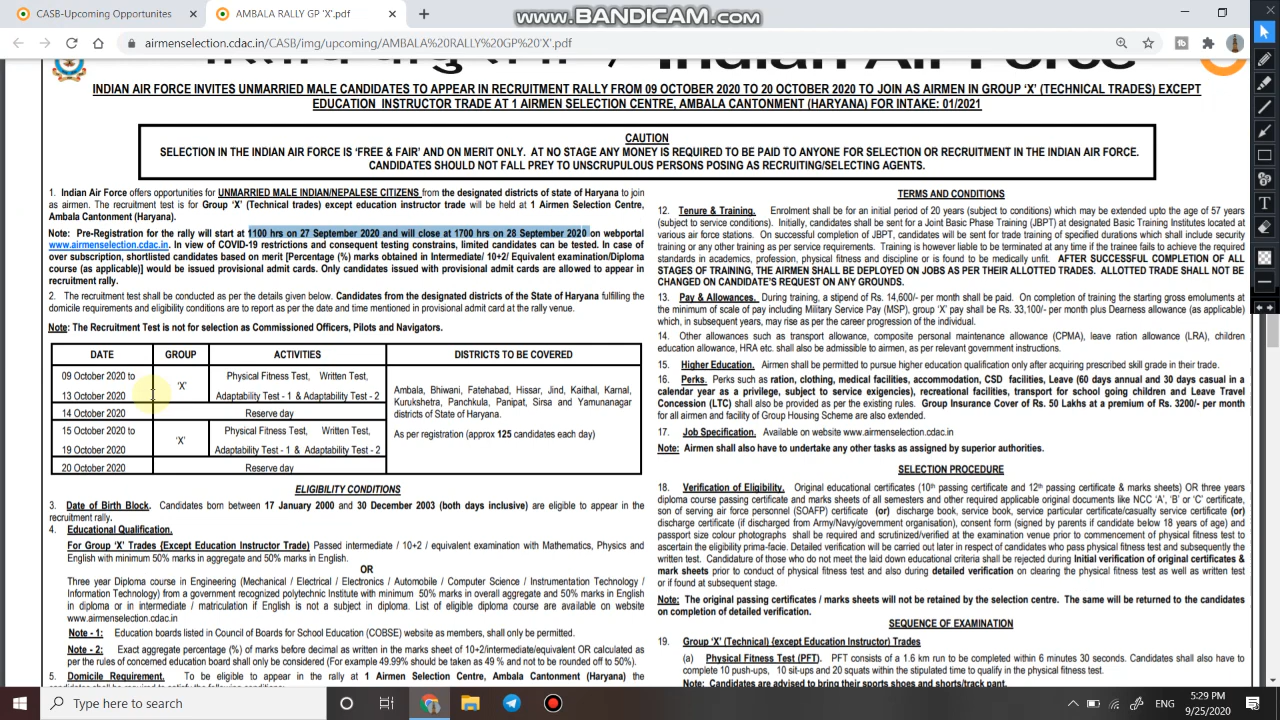 CASB-Upcoming Opportunities
AMBALA RALLY GP 'X'.pdf
www.BANDICAM.com
airmenselection.cdac.in/CASB/img/upcoming/AMBALA%20RALLY%20GP%20'X'.pdf
Indian Air Force
INDIAN AIR FORCE INVITES UNMARRIED MALE CANDIDATES TO APPEAR IN RECRUITMENT RALLY FROM 09 OCTOBER 2020 TO 20 OCTOBER 2020 TO JOIN AS AIRMEN IN GROUP 'X' (TECHNICAL TRADES) EXCEPT
EDUCATION INSTRUCTOR TRADE AT 1 AIRMEN SELECTION CENTRE, AMBALA CANTONMENT (HARYANA) FOR INTAKE: 01/2021
CAUTION
SELECTION IN THE INDIAN AIR FORCE IS 'FREE & FAIR' AND ON MERIT ONLY. AT NO STAGE ANY MONEY IS REQUIRED TO BE PAID TO ANYONE FOR SELECTION OR RECRUITMENT IN THE INDIAN AIR FORCE.
CANDIDATES SHOULD NOT FALL PREY TO UNSCRUPULOUS PERSONS POSING AS RECRUITING/SELECTING AGENTS.
1. Indian Air Force offers opportunities for UNMARRIED MALE INDIAN/NEPALESE CITIZENS from the designated districts of state of Haryana to join
as airmen. The recruitment test is for Group 'X' (Technical trades) except education instructor trade will be held at 1 Airmen Selection Centre,
Ambala Cantonment (Haryana).
Note: Pre-Registration for the rally will start at 1100 hrs on 27 September 2020 and will close at 1700 hrs on 28 September 2020 on webportal
www.airmenselection.cdac.in. In view of COVID-19 restrictions and consequent testing constrains, limited candidates can be tested. In case of
over subscription, shortlisted candidates based on merit [Percentage (%) marks obtained in Intermediate/ 10+2/ Equivalent examination/Diploma
course (as applicable)] would be issued provisional admit cards. Only candidates issued with provisional admit cards are allowed to appear in
recruitment rally.
2. The recruitment test shall be conducted as per the details given below. Candidates from the designated districts of the State of Haryana fulfilling the
domicile requirements and eligibility conditions are to report as per the date and time mentioned in provisional admit card at the rally venue.
Note: The Recruitment Test is not for selection as Commissioned Officers, Pilots and Navigators.
DATE GROUP ACTIVITIES DISTRICTS TO BE COVERED
09 October 2020 to
13 October 2020
'X'
Physical Fitness Test, Written Test,
Adaptability Test - 1 & Adaptability Test - 2
14 October 2020 Reserve day
15 October 2020 to
19 October 2020
'X'
Physical Fitness Test, Written Test,
Adaptability Test - 1 & Adaptability Test - 2
20 October 2020 Reserve day
Ambala, Bhiwani, Fatehabad, Hissar, Jind, Kaithal, Karnal,
Kurukshetra, Panchkula, Panipat, Sirsa and Yamunanagar
districts of State of Haryana.
As per registration (approx 125 candidates each day)
ELIGIBILITY CONDITIONS
3. Date of Birth Block. Candidates born between 17 January 2000 and 30 December 2003 (both days inclusive) are eligible to appear in the
recruitment rally.
4. Educational Qualification.
For Group 'X' Trades {Except Education Instructor Trade} Passed intermediate / 10+2 / equivalent examination with Mathematics, Physics and
English with minimum 50% marks in aggregate and 50% marks in English.
OR
Three year Diploma course in Engineering (Mechanical / Electrical / Electronics / Automobile / Computer Science / Instrumentation Technology /
Information Technology) from a government recognized polytechnic Institute with minimum 50% marks in overall aggregate and 50% marks in English
in diploma or in intermediate / matriculation if English is not a subject in diploma. List of eligible diploma course are available on website
www.airmenselection.cdac.in
Note - 1: Education boards listed in Council of Boards for School Education (COBSE) website as members, shall only be permitted.
Note - 2: Exact aggregate percentage (%) of marks before decimal as written in the marks sheet of 10+2/intermediate/equivalent OR calculated as
per the rules of concerned education board shall only be considered (For example 49.99% should be taken as 49 % and not to be rounded off to 50%).
5. Domicile Requirement. To be eligible to appear in the rally at 1 Airmen Selection Centre, Ambala Cantonment (Haryana) the
TERMS AND CONDITIONS
12. Tenure & Training. Enrolment shall be for an initial period of 20 years (subject to conditions) which may be extended upto the age of 57 years
(subject to service conditions). Initially, candidates shall be sent for a Joint Basic Phase Training (JBPT) at designated Basic Training Institutes located at
various air force stations. On successful completion of JBPT, candidates will be sent for trade training of specified durations which shall include security
training or any other training as per service requirements. Training is however liable to be terminated at any time if the trainee fails to achieve the required
standards in academics, profession, physical fitness and discipline or is found to be medically unfit. AFTER SUCCESSFUL COMPLETION OF ALL
STAGES OF TRAINING, THE AIRMEN SHALL BE DEPLOYED ON JOBS AS PER THEIR ALLOTTED TRADES. ALLOTTED TRADE SHALL NOT BE
CHANGED ON CANDIDATE'S REQUEST ON ANY GROUNDS.
13. Pay & Allowances. During training, a stipend of Rs. 14,600/- per month shall be paid. On completion of training the starting gross emoluments at
the minimum of scale of pay including Military Service Pay (MSP), group 'X' pay shall be Rs. 33,100/- per month plus Dearness allowance (as applicable)
which, in subsequent years, may rise as per the career progression of the individual.
14. Other allowances such as transport allowance, composite personal maintenance allowance (CPMA), leave ration allowance (LRA), children
education allowance, HRA etc. shall also be admissible to airmen, as per relevant government instructions.
15. Higher Education. Airmen shall be permitted to pursue higher education qualification only after acquiring prescribed skill grade in their trade.
16. Perks. Perks such as ration, clothing, medical facilities, accommodation, CSD facilities, Leave (60 days annual and 30 days casual in a
calendar year as a privilege, subject to service exigencies), recreational facilities, transport for school going children and Leave Travel
Concession (LTC) shall also be provided as per the existing rules. Group Insurance Cover of Rs. 50 Lakhs at a premium of Rs. 3200/- per month
for all airmen and facility of Group Housing Scheme are also extended.
17. Job Specification. Available on website www.airmenselection.cdac.in
Note: Airmen shall also have to undertake any other tasks as assigned by superior authorities.
SELECTION PROCEDURE
18. Verification of Eligibility. Original educational certificates (10th passing certificate and 12th passing certificate & marks sheets) OR three years
diploma course passing certificate and marks sheets of all semesters and other required applicable original documents like NCC 'A', 'B' or 'C' certificate,
son of serving air force personnel (SOAFP) certificate (or) discharge book, service book, service particular certificate/casualty service certificate (or)
discharge certificate (if discharged from Army/Navy/government organisation), consent form (signed by parents if candidate below 18 years of age) and
passport size colour photographs shall be required and scrutinized/verified at the examination venue prior to commencement of physical fitness test to
ascertain the eligibility prima-facie. Detailed verification will be carried out later in respect of candidates who pass physical fitness test and subsequently the
written test. Candidature of those who do not meet the laid down educational criteria shall be rejected during Initial verification of original certificates &
mark sheets prior to conduct of physical fitness test and also during detailed verification on clearing the physical fitness test as well as written test
or if found at subsequent stage.
Note: The original passing certificates / marks sheets will not be retained by the selection centre. The same will be returned to the candidates
on completion of detailed verification.
SEQUENCE OF EXAMINATION
19. Group 'X' (Technical) {except Education Instructor) Trades
(a) Physical Fitness Test (PFT). PFT consists of a 1.6 km run to be completed within 6 minutes 30 seconds. Candidates shall also have to
complete 10 push-ups, 10 sit-ups and 20 squats within the stipulated time to qualify in the physical fitness test.
Note: Candidates are advised to bring their sports shoes and shorts/track pant.
Type here to search
ENG
5:29 PM
9/25/2020